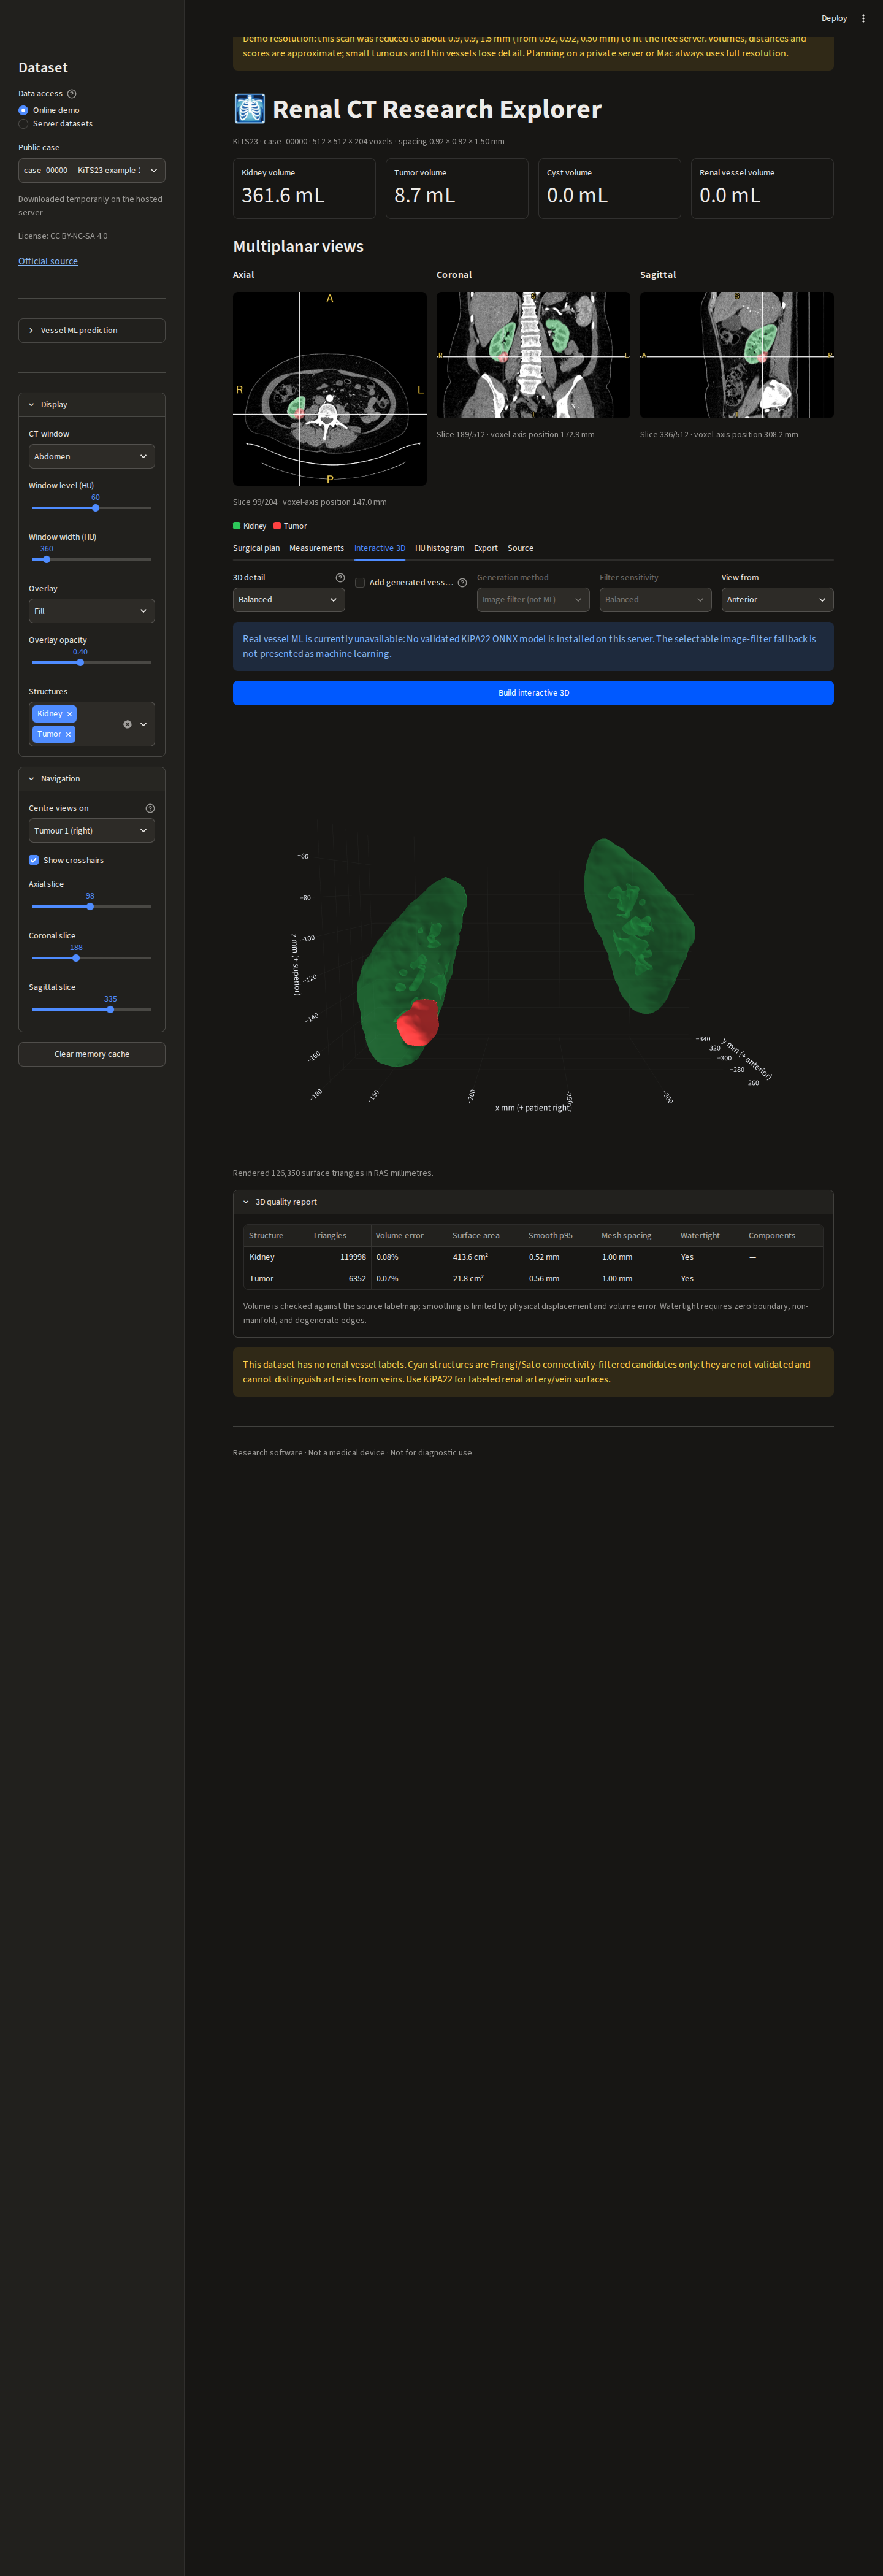 Deploy
Dataset
Data access
Online demo
Server datasets
Public case
case_00000 — KiTS23 example 1
Downloaded temporarily on the hosted
server
License: CC BY-NC-SA 4.0
Official source
Vessel ML prediction
Display
CT window
Abdomen
Window level (HU)
60
Window width (HU)
360
Overlay
Fill
Overlay opacity
0.40
Structures
Kidney
Tumor
Navigation
Centre views on
Tumour 1 (right)
Show crosshairs
Axial slice
98
Coronal slice
188
Sagittal slice
335
Clear memory cache
Demo resolution: this scan was reduced to about 0.9, 0.9, 1.5 mm (from 0.92, 0.92, 0.50 mm) to fit the free server. Volumes, distances and
scores are approximate; small tumours and thin vessels lose detail. Planning on a private server or Mac always uses full resolution.
Renal CT Research Explorer
KiTS23 · case_00000 · 512 × 512 × 204 voxels · spacing 0.92 × 0.92 × 1.50 mm
Kidney volume
361.6 mL
Tumor volume
8.7 mL
Cyst volume
0.0 mL
Renal vessel volume
0.0 mL
Multiplanar views
Axial
Coronal
Sagittal
A
R
L
P
Slice 99/204 · voxel-axis position 147.0 mm
Slice 189/512 · voxel-axis position 172.9 mm
Slice 336/512 · voxel-axis position 308.2 mm
Kidney
Tumor
Surgical plan
Measurements
Interactive 3D
HU histogram
Export
Source
3D detail
Balanced
Add generated vess...
Generation method
Image filter (not ML)
Filter sensitivity
Balanced
View from
Anterior
Real vessel ML is currently unavailable: No validated KiPA22 ONNX model is installed on this server. The selectable image-filter fallback is
not presented as machine learning.
Build interactive 3D
−60
−80
−100
−120
−140
−160
−180
z mm (+ superior)
−150
−200
−250
−300
x mm (+ patient right)
−340
−320
−300
−280
−260
y mm (+ anterior)
Rendered 126,350 surface triangles in RAS millimetres.
3D quality report
Structure Triangles Volume error Surface area Smooth p95 Mesh spacing Watertight Components
Kidney 119998 0.08% 413.6 cm² 0.52 mm 1.00 mm Yes —
Tumor 6352 0.07% 21.8 cm² 0.56 mm 1.00 mm Yes —
Volume is checked against the source labelmap; smoothing is limited by physical displacement and volume error. Watertight requires zero boundary, non-
manifold, and degenerate edges.
This dataset has no renal vessel labels. Cyan structures are Frangi/Sato connectivity-filtered candidates only: they are not validated and
cannot distinguish arteries from veins. Use KiPA22 for labeled renal artery/vein surfaces.
Research software · Not a medical device · Not for diagnostic use